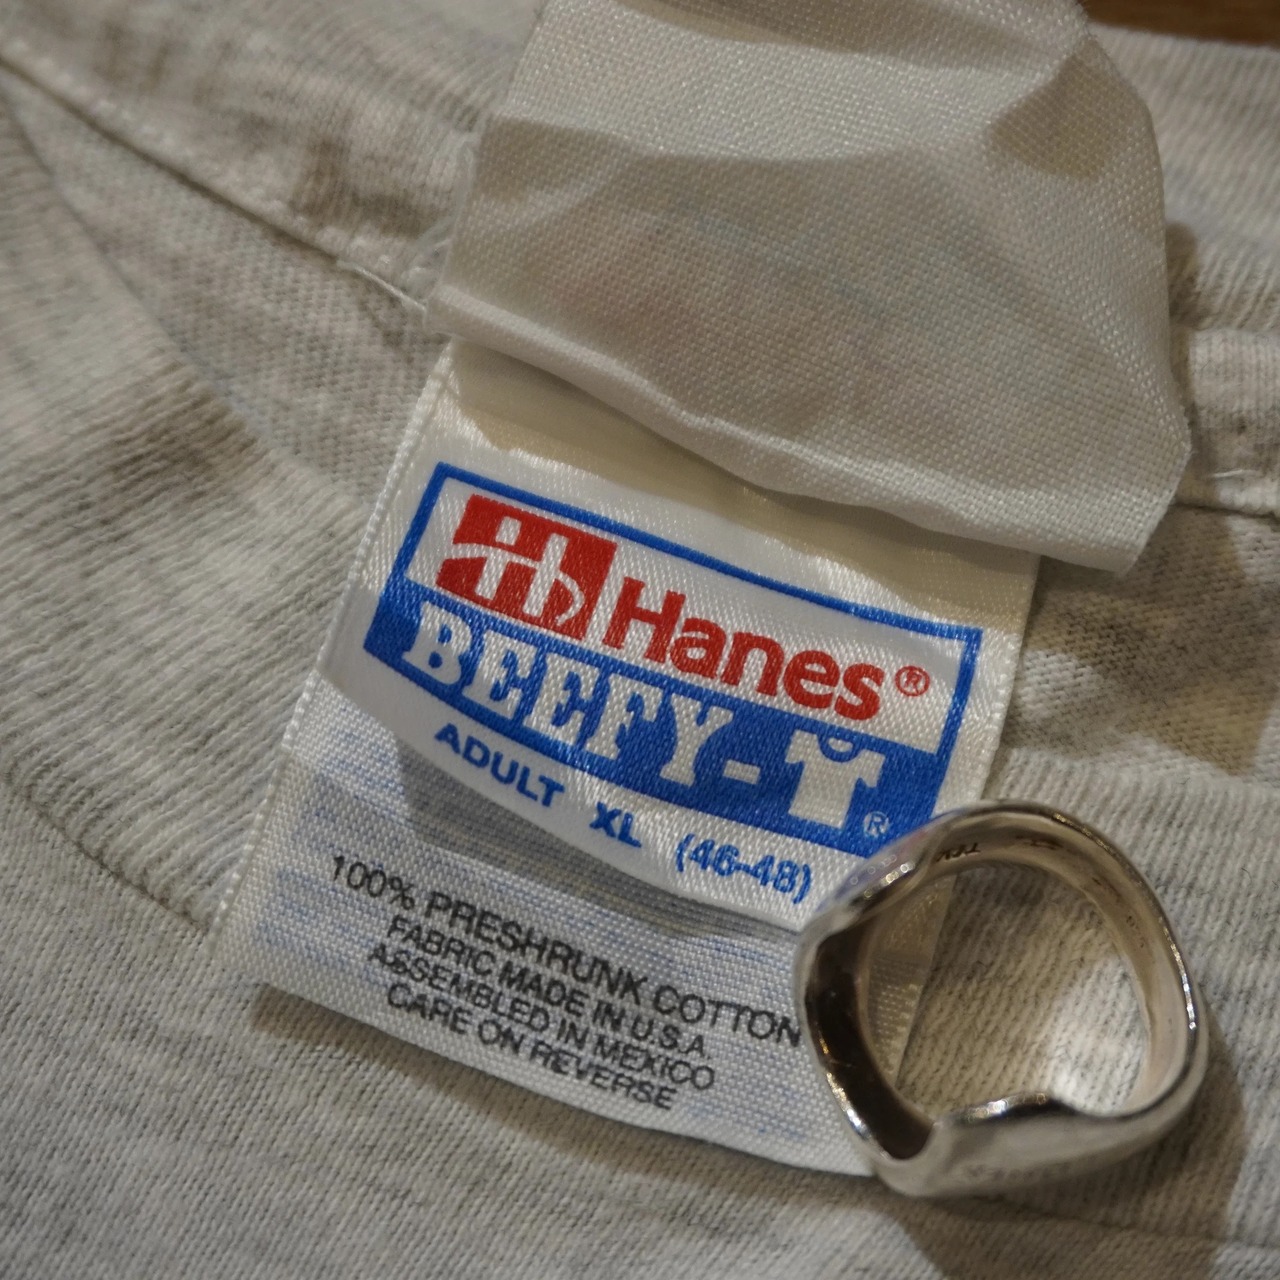 Hanes®
BEEFY-T®
ADULT XL (46-48)
100% PRESHRUNK COTTON
FABRIC MADE IN U.S.A.
ASSEMBLED IN MEXICO
CARE ON REVERSE